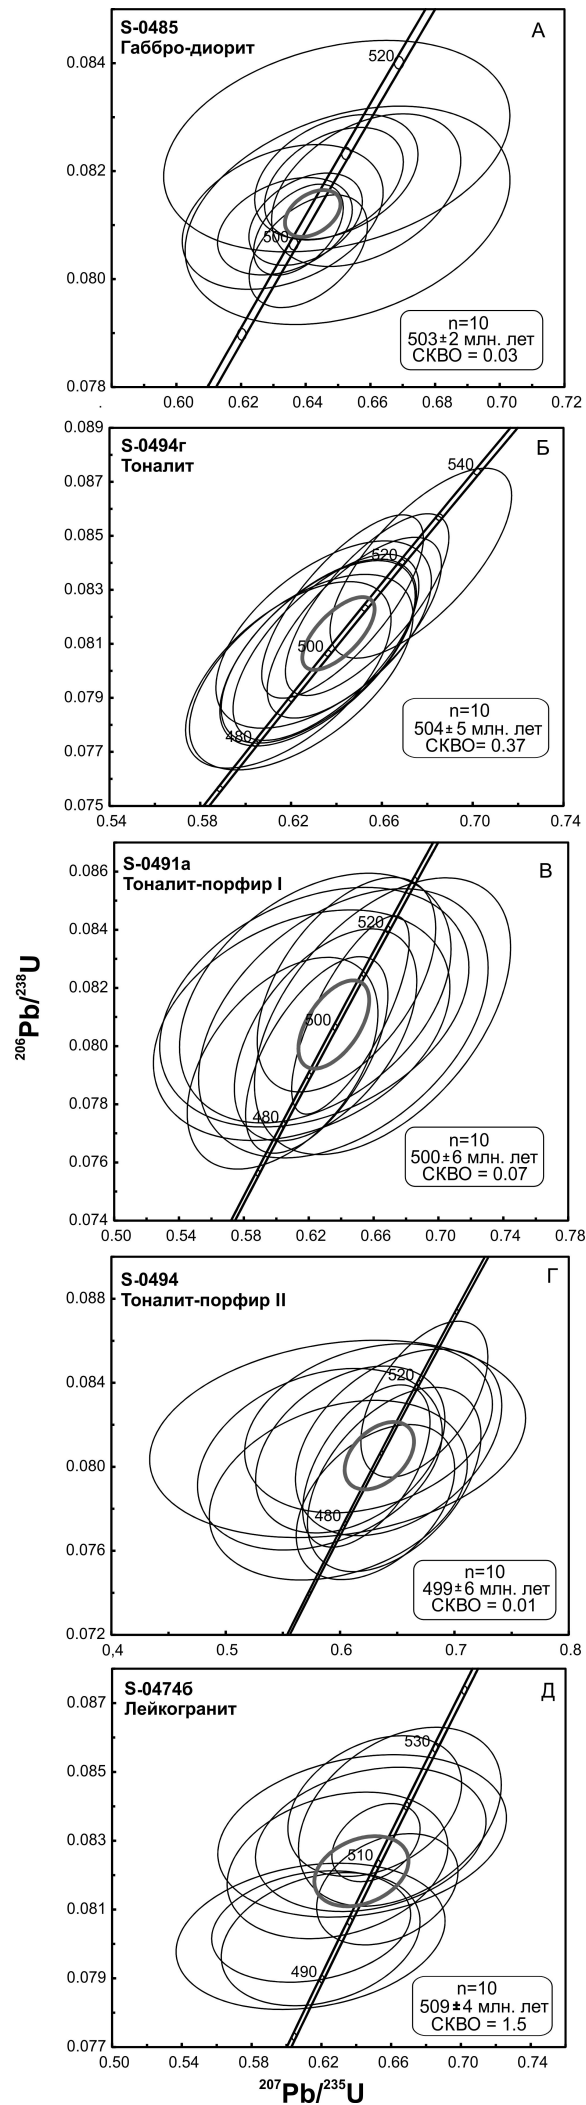 S-0485
Габбро-диорит
А
0.084
520
0.082
500
0.080
n=10
503±2 млн. лет
СКВО = 0.03
0.078
0.60 0.62 0.64 0.66 0.68 0.70 0.72
0.089
S-0494г
Тоналит
Б
540
0.087
0.085
520
0.083
500
0.081
0.079
480
n=10
504±5 млн. лет
СКВО= 0.37
0.077
0.075
0.54 0.58 0.62 0.66 0.70 0.74
0.086
S-0491а
Тоналит-порфир I
В
0.084
520
0.082
500
0.080
0.078
480
n=10
500±6 млн. лет
СКВО = 0.07
0.076
0.074
0.50 0.54 0.58 0.62 0.66 0.70 0.74 0.78
206Pb/238U
S-0494
Тоналит-порфир II
Г
0.088
520
0.084
0.080
480
0.076
n=10
499±6 млн. лет
СКВО = 0.01
0.072
0,4 0.5 0.6 0.7 0.8
S-0474б
Лейкогранит
Д
0.087
530
0.085
0.083
510
0.081
490
0.079
n=10
509±4 млн. лет
СКВО = 1.5
0.077
0.50 0.54 0.58 0.62 0.66 0.70 0.74
207Pb/235U